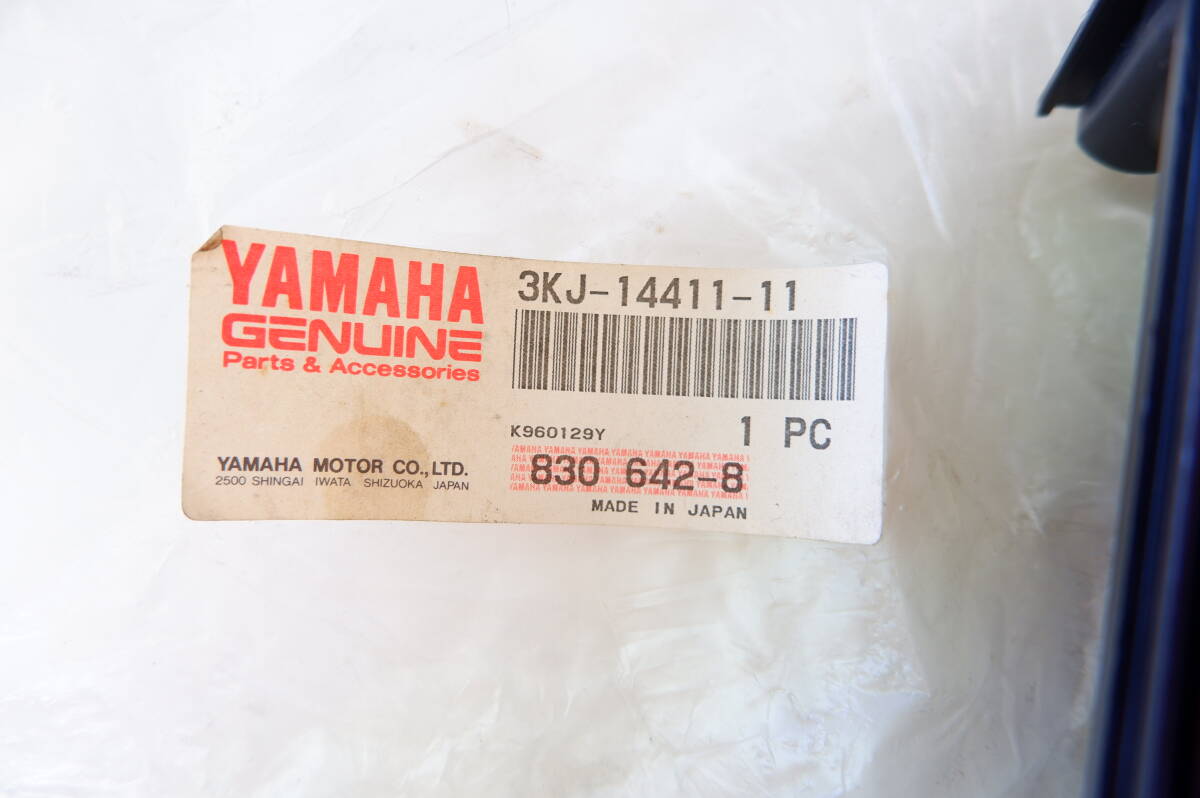 YAMAHA
GENUINE
Parts & Accessories
YAMAHA MOTOR CO., LTD.
2500 SHINGAI IWATA SHIZUOKA JAPAN
3KJ-14411-11
K960129Y
1 PC
830 642-8
MADE IN JAPAN